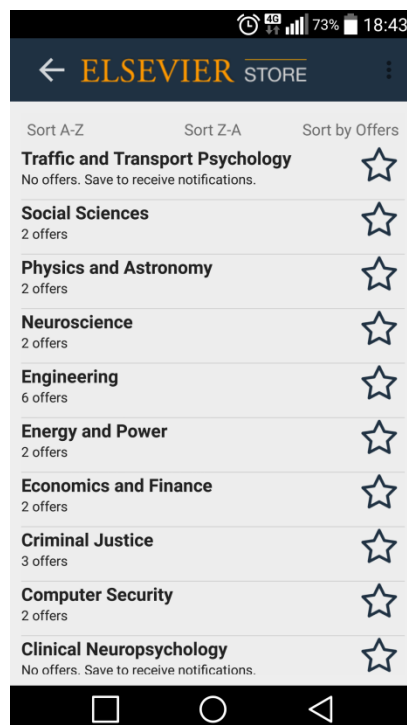 4G 73% 18:43
ELSEVIER STORE
Sort A-Z Sort Z-A Sort by Offers
Traffic and Transport Psychology
No offers. Save to receive notifications.
Social Sciences
2 offers
Physics and Astronomy
2 offers
Neuroscience
2 offers
Engineering
6 offers
Energy and Power
2 offers
Economics and Finance
2 offers
Criminal Justice
3 offers
Computer Security
2 offers
Clinical Neuropsychology
No offers. Save to receive notifications.